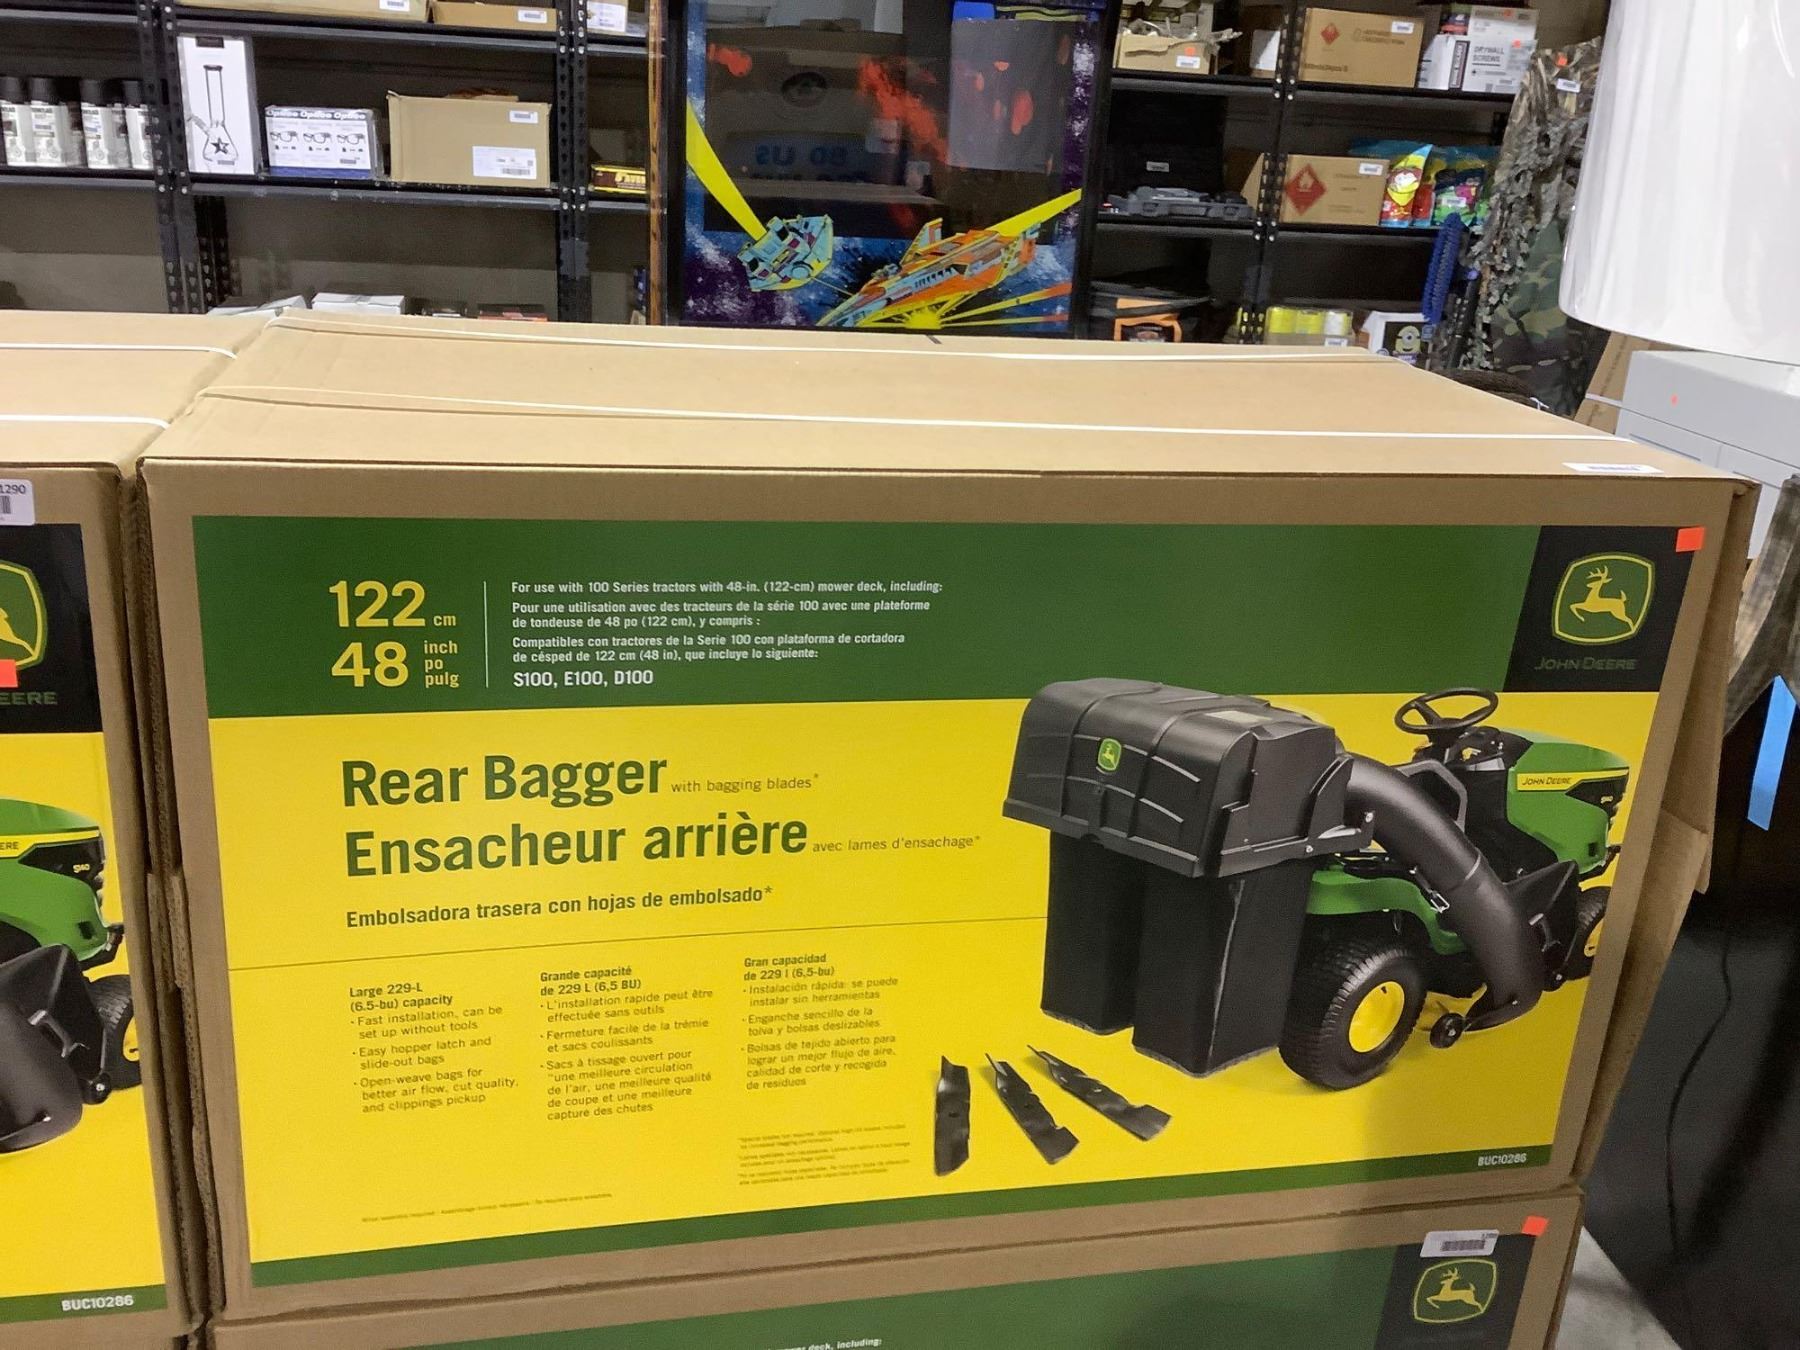 Optico Optico Optico
DRYWALL
SCREWS
1290
EERE
ERE
BUC10286
122 cm
48 inch
po
pulg
For use with 100 Series tractors with 48-in. (122-cm) mower deck, including:
Pour une utilisation avec des tracteurs de la série 100 avec une plateforme
de tondeuse de 48 po (122 cm), y compris :
Compatibles con tractores de la Serie 100 con plataforma de cortadora
de césped de 122 cm (48 in), que incluye lo siguiente:
S100, E100, D100
JOHN DEERE
Rear Bagger with bagging blades*
Ensacheur arrière avec lames d'ensachage*
Embolsadora trasera con hojas de embolsado*
JOHN DEERE
Large 229-L
(6.5-bu) capacity
· Fast installation, can be
set up without tools
· Easy hopper latch and
slide-out bags
· Open-weave bags for
better air flow, cut quality,
and clippings pickup
Grande capacité
de 229 L (6,5 BU)
· L'installation rapide peut être
effectuée sans outils
· Fermeture facile de la trémie
et sacs coulissants
· Sacs à tissage ouvert pour
"une meilleure circulation
de l'air, une meilleure qualité
de coupe et une meilleure
capture des chutes
Gran capacidad
de 229 l (6,5-bu)
· Instalación rápida: se puede
instalar sin herramientas
· Enganche sencillo de la
tolva y bolsas deslizables
· Bolsas de tejido abierto para
lograr un mejor flujo de aire,
calidad de corte y recogida
de residuos
BUC10286
deck, including: